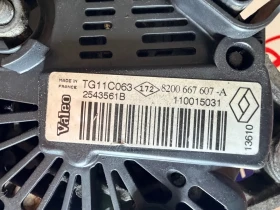 MADE IN
FRANCE
Valeo
TG11C063 172 8200 667 607 -A
2543561B
110015031
13610